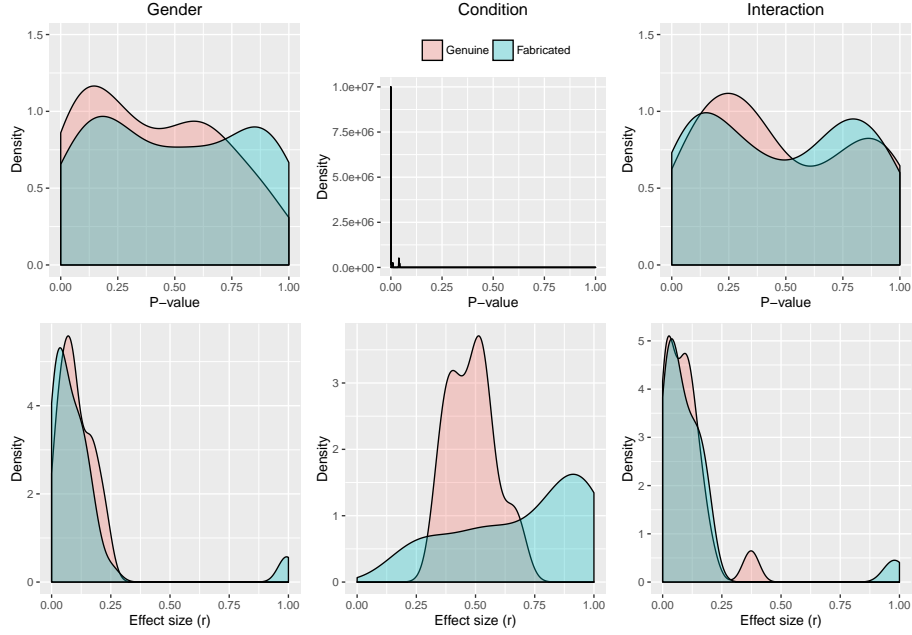 Gender
Condition
Interaction
Genuine
Fabricated
1.5
1.0
0.5
0.0
Density
0.00 0.25 0.50 0.75 1.00
P−value
1.0e+07
7.5e+06
5.0e+06
2.5e+06
0.0e+00
Density
0.00 0.25 0.50 0.75 1.00
P−value
1.5
1.0
0.5
0.0
Density
0.00 0.25 0.50 0.75 1.00
P−value
4
2
0
Density
0.00 0.25 0.50 0.75 1.00
Effect size (r)
3
2
1
0
Density
0.00 0.25 0.50 0.75 1.00
Effect size (r)
5
4
3
2
1
0
Density
0.00 0.25 0.50 0.75 1.00
Effect size (r)